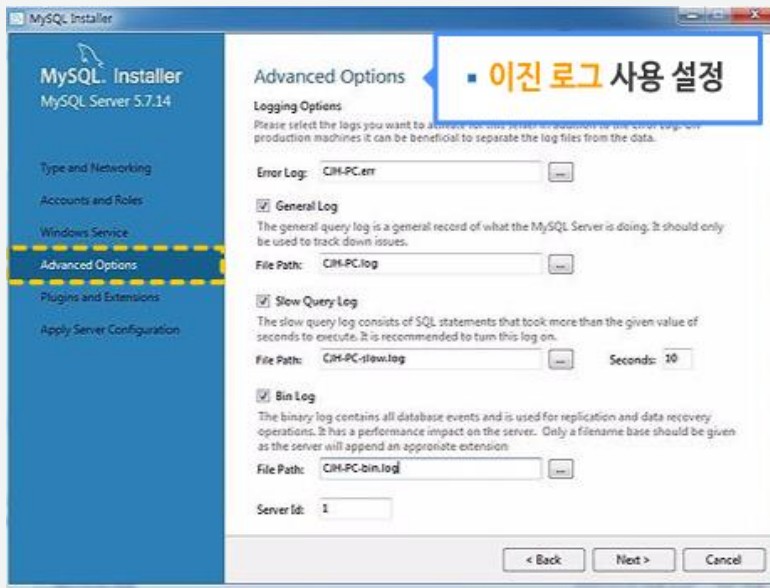 MySQL Installer
MySQL. Installer
MySQL Server 5.7.14
Type and Networking
Accounts and Roles
Windows Service
Advanced Options
Plugins and Extensions
Apply Server Configuration
Advanced Options
▪ 이진 로그 사용 설정
Logging Options
Please select the logs you want to activate for this server in addition to the Error Log. On
production machines it can be beneficial to separate the log files from the data.
Error Log: CJH-PC.err ...
General Log
The general query log is a general record of what the MySQL Server is doing. It should only
be used to track down issues.
File Path: CJH-PC.log ...
Slow Query Log
The slow query log consists of SQL statements that took more than the given value of
seconds to execute. It is recommended to turn this log on.
File Path: CJH-PC-slow.log ... Seconds: 10
Bin Log
The binary log contains all database events and is used for replication and data recovery
operations. It has a performance impact on the server. Only a filename base should be given
as the server will append an appropriate extension
File Path: CJH-PC-bin.log ...
Server Id: 1
< Back Next > Cancel